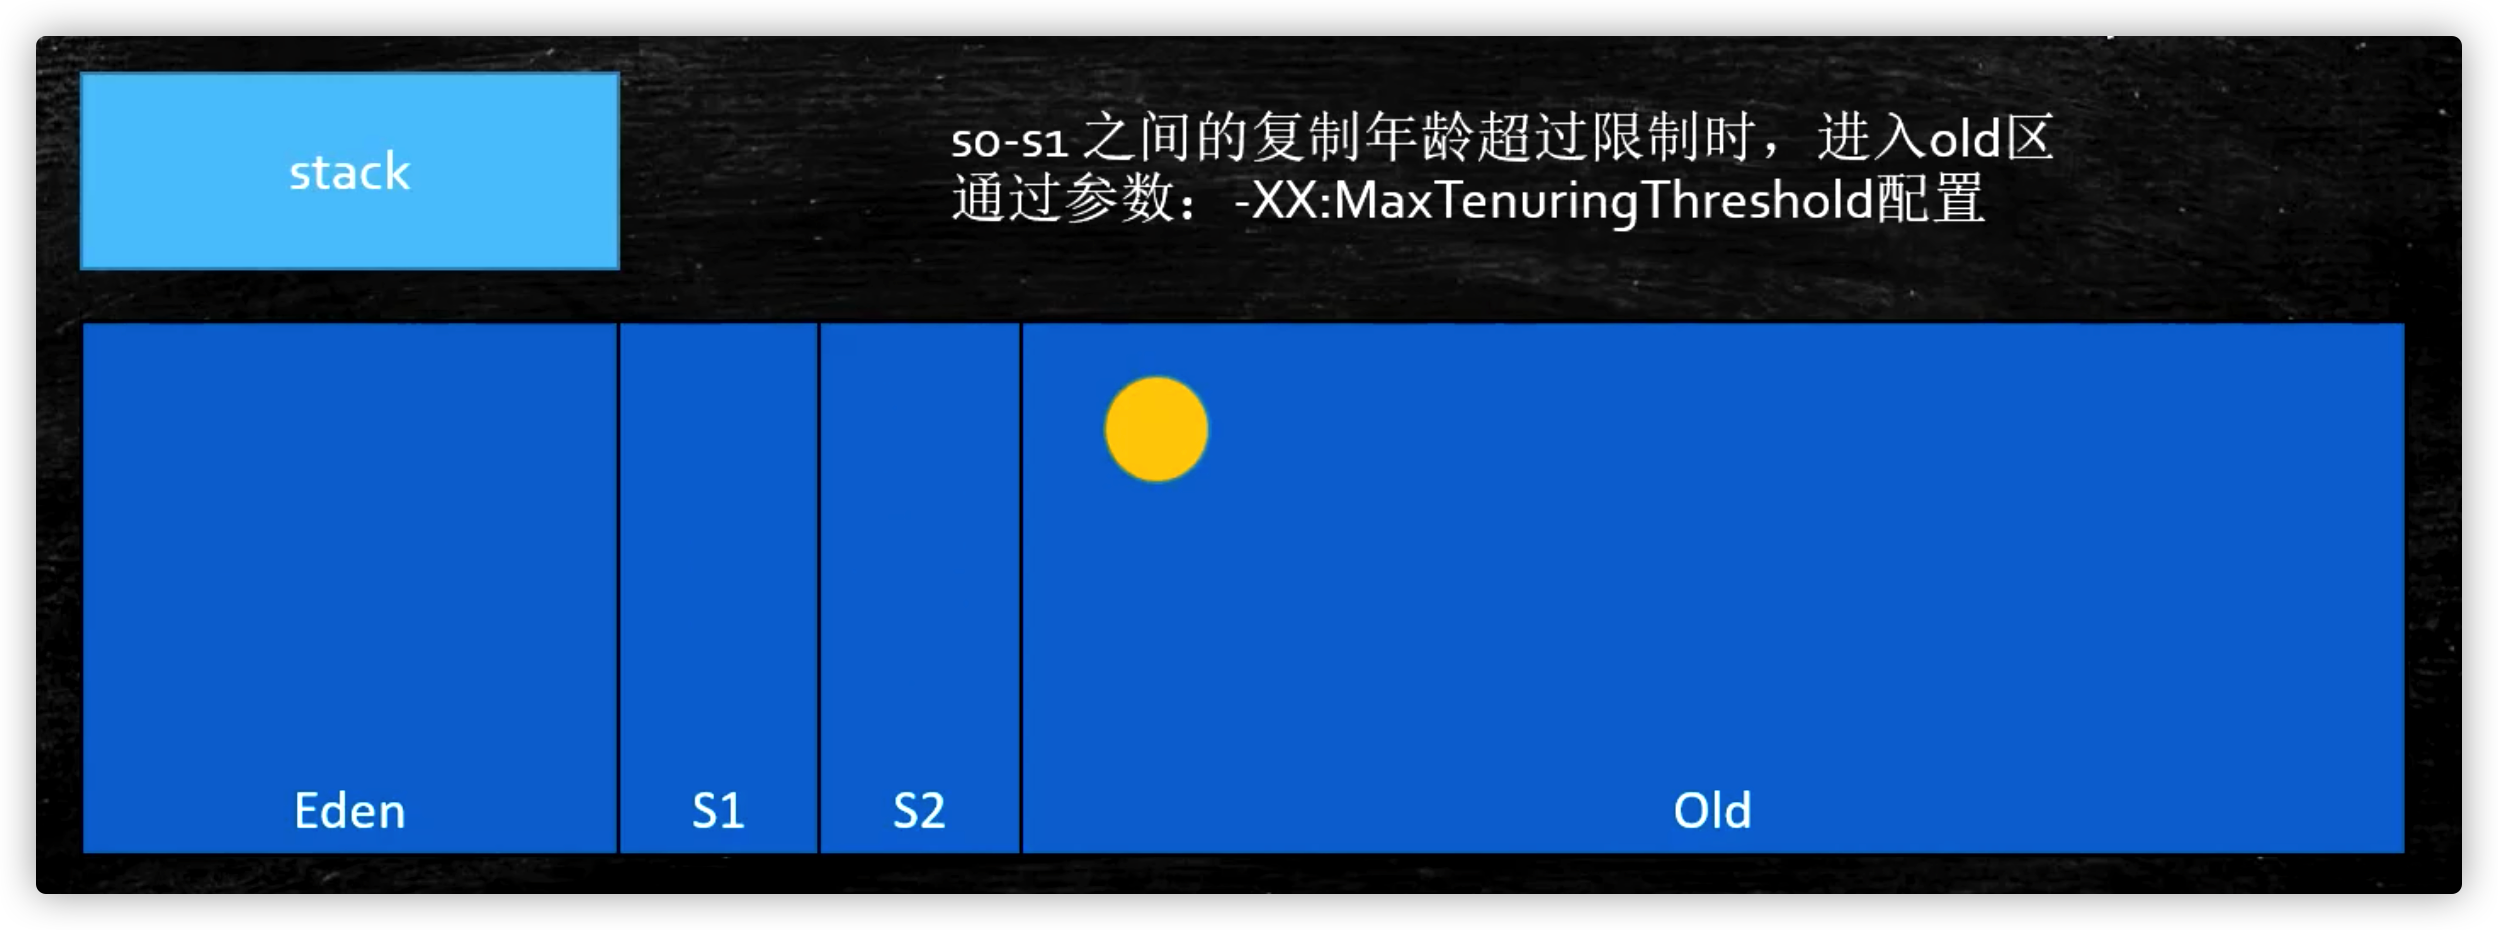 stack
s0-s1 之间的复制年龄超过限制时，进入old区
通过参数：-XX:MaxTenuringThreshold配置
Eden
S1
S2
Old